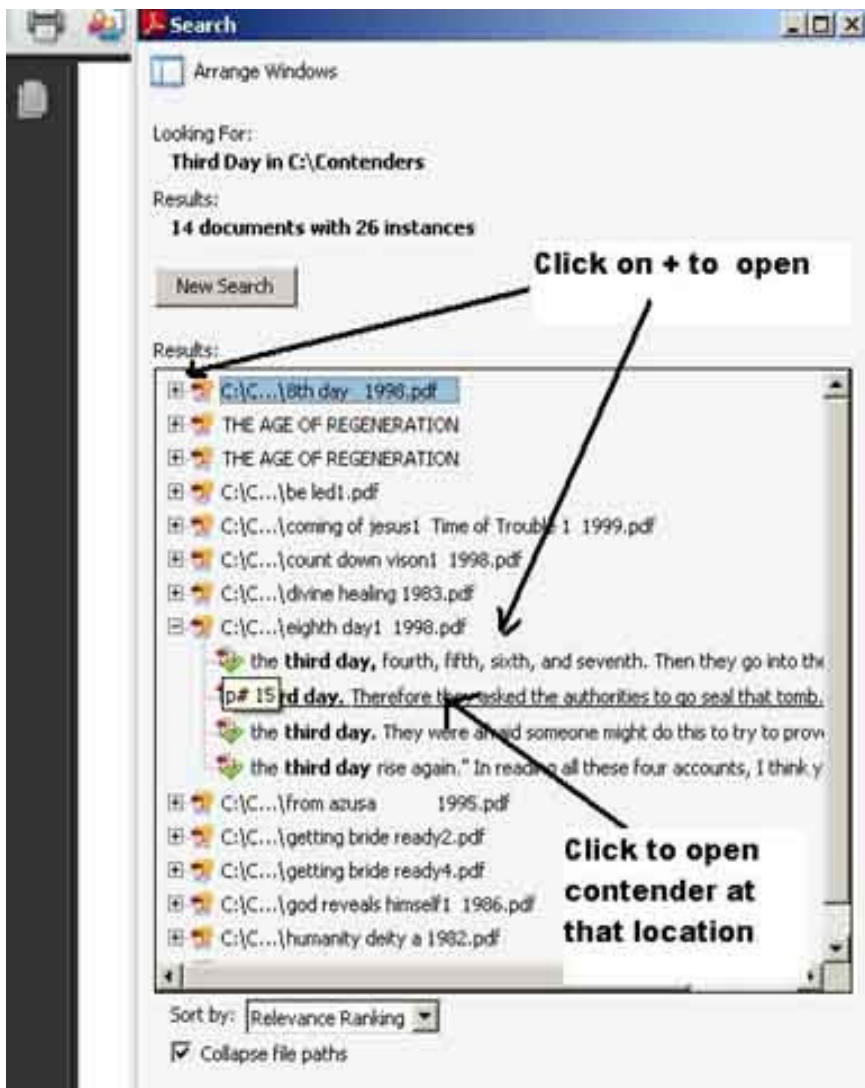 Search
Arrange Windows
Looking For:
Third Day in C:\Contenders
Results:
14 documents with 26 instances
Click on + to open
New Search
Results:
C:\C...\8th day 1998.pdf
THE AGE OF REGENERATION
THE AGE OF REGENERATION
C:\C...\be led1.pdf
C:\C...\coming of jesus1 Time of Trouble 1 1999.pdf
C:\C...\count down vison1 1998.pdf
C:\C...\divine healing 1983.pdf
C:\C...\eighth day1 1998.pdf
the third day, fourth, fifth, sixth, and seventh. Then they go into the
p# 15 rd day. Therefore they asked the authorities to go seal that tomb.
the third day. They were afraid someone might do this to try to prov
the third day rise again." In reading all these four accounts, I think y
C:\C...\from azusa 1995.pdf
C:\C...\getting bride ready2.pdf
C:\C...\getting bride ready4.pdf
C:\C...\god reveals himself1 1986.pdf
C:\C...\humanity deity a 1982.pdf
Click to open
contender at
that location
Sort by: Relevance Ranking
Collapse file paths